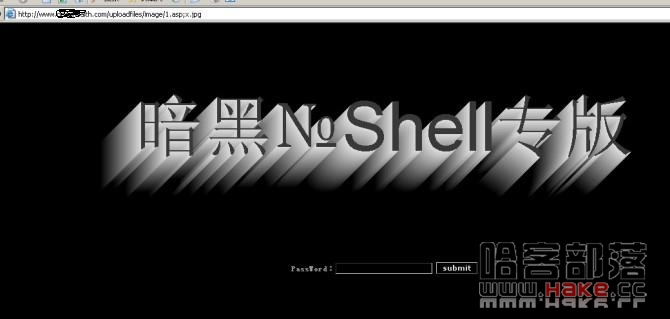 http://www.ath.com/uploadfiles/image/1.asp;x.jpg
暗黑№Shell专版
PassWord: submit
哈客部落
www.Hake.cc